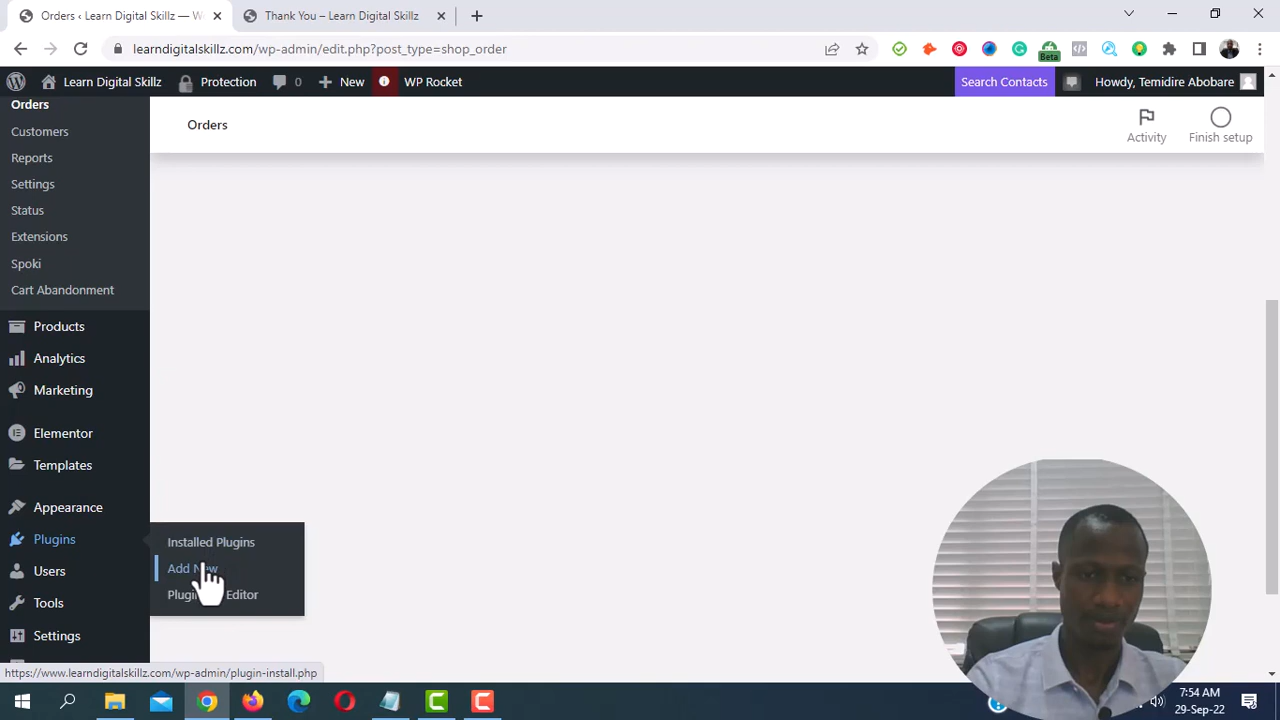 Orders ‹ Learn Digital Skillz — W
Thank You – Learn Digital Skillz
learndigitalskillz.com/wp-admin/edit.php?post_type=shop_order
Beta
Learn Digital Skillz
Protection
0
New
WP Rocket
Search Contacts
Howdy, Temidire Abobare
Orders
Customers
Reports
Settings
Status
Extensions
Spoki
Cart Abandonment
Products
Analytics
Marketing
Elementor
Templates
Appearance
Plugins
Users
Tools
Settings
Orders
Activity
Finish setup
Installed Plugins
Add New
Editor
https://www.learndigitalskillz.com/wp-admin/plugin-install.php
7:54 AM
29-Sep-22